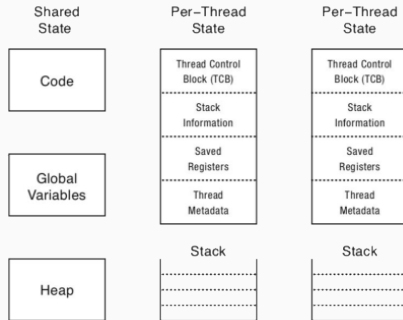 Shared
State
Code
Global
Variables
Heap
Per-Thread
State
Thread Control
Block (TCB)
Stack
Information
Saved
Registers
Thread
Metadata
Stack
Per-Thread
State
Thread Control
Block (TCB)
Stack
Information
Saved
Registers
Thread
Metadata
Stack